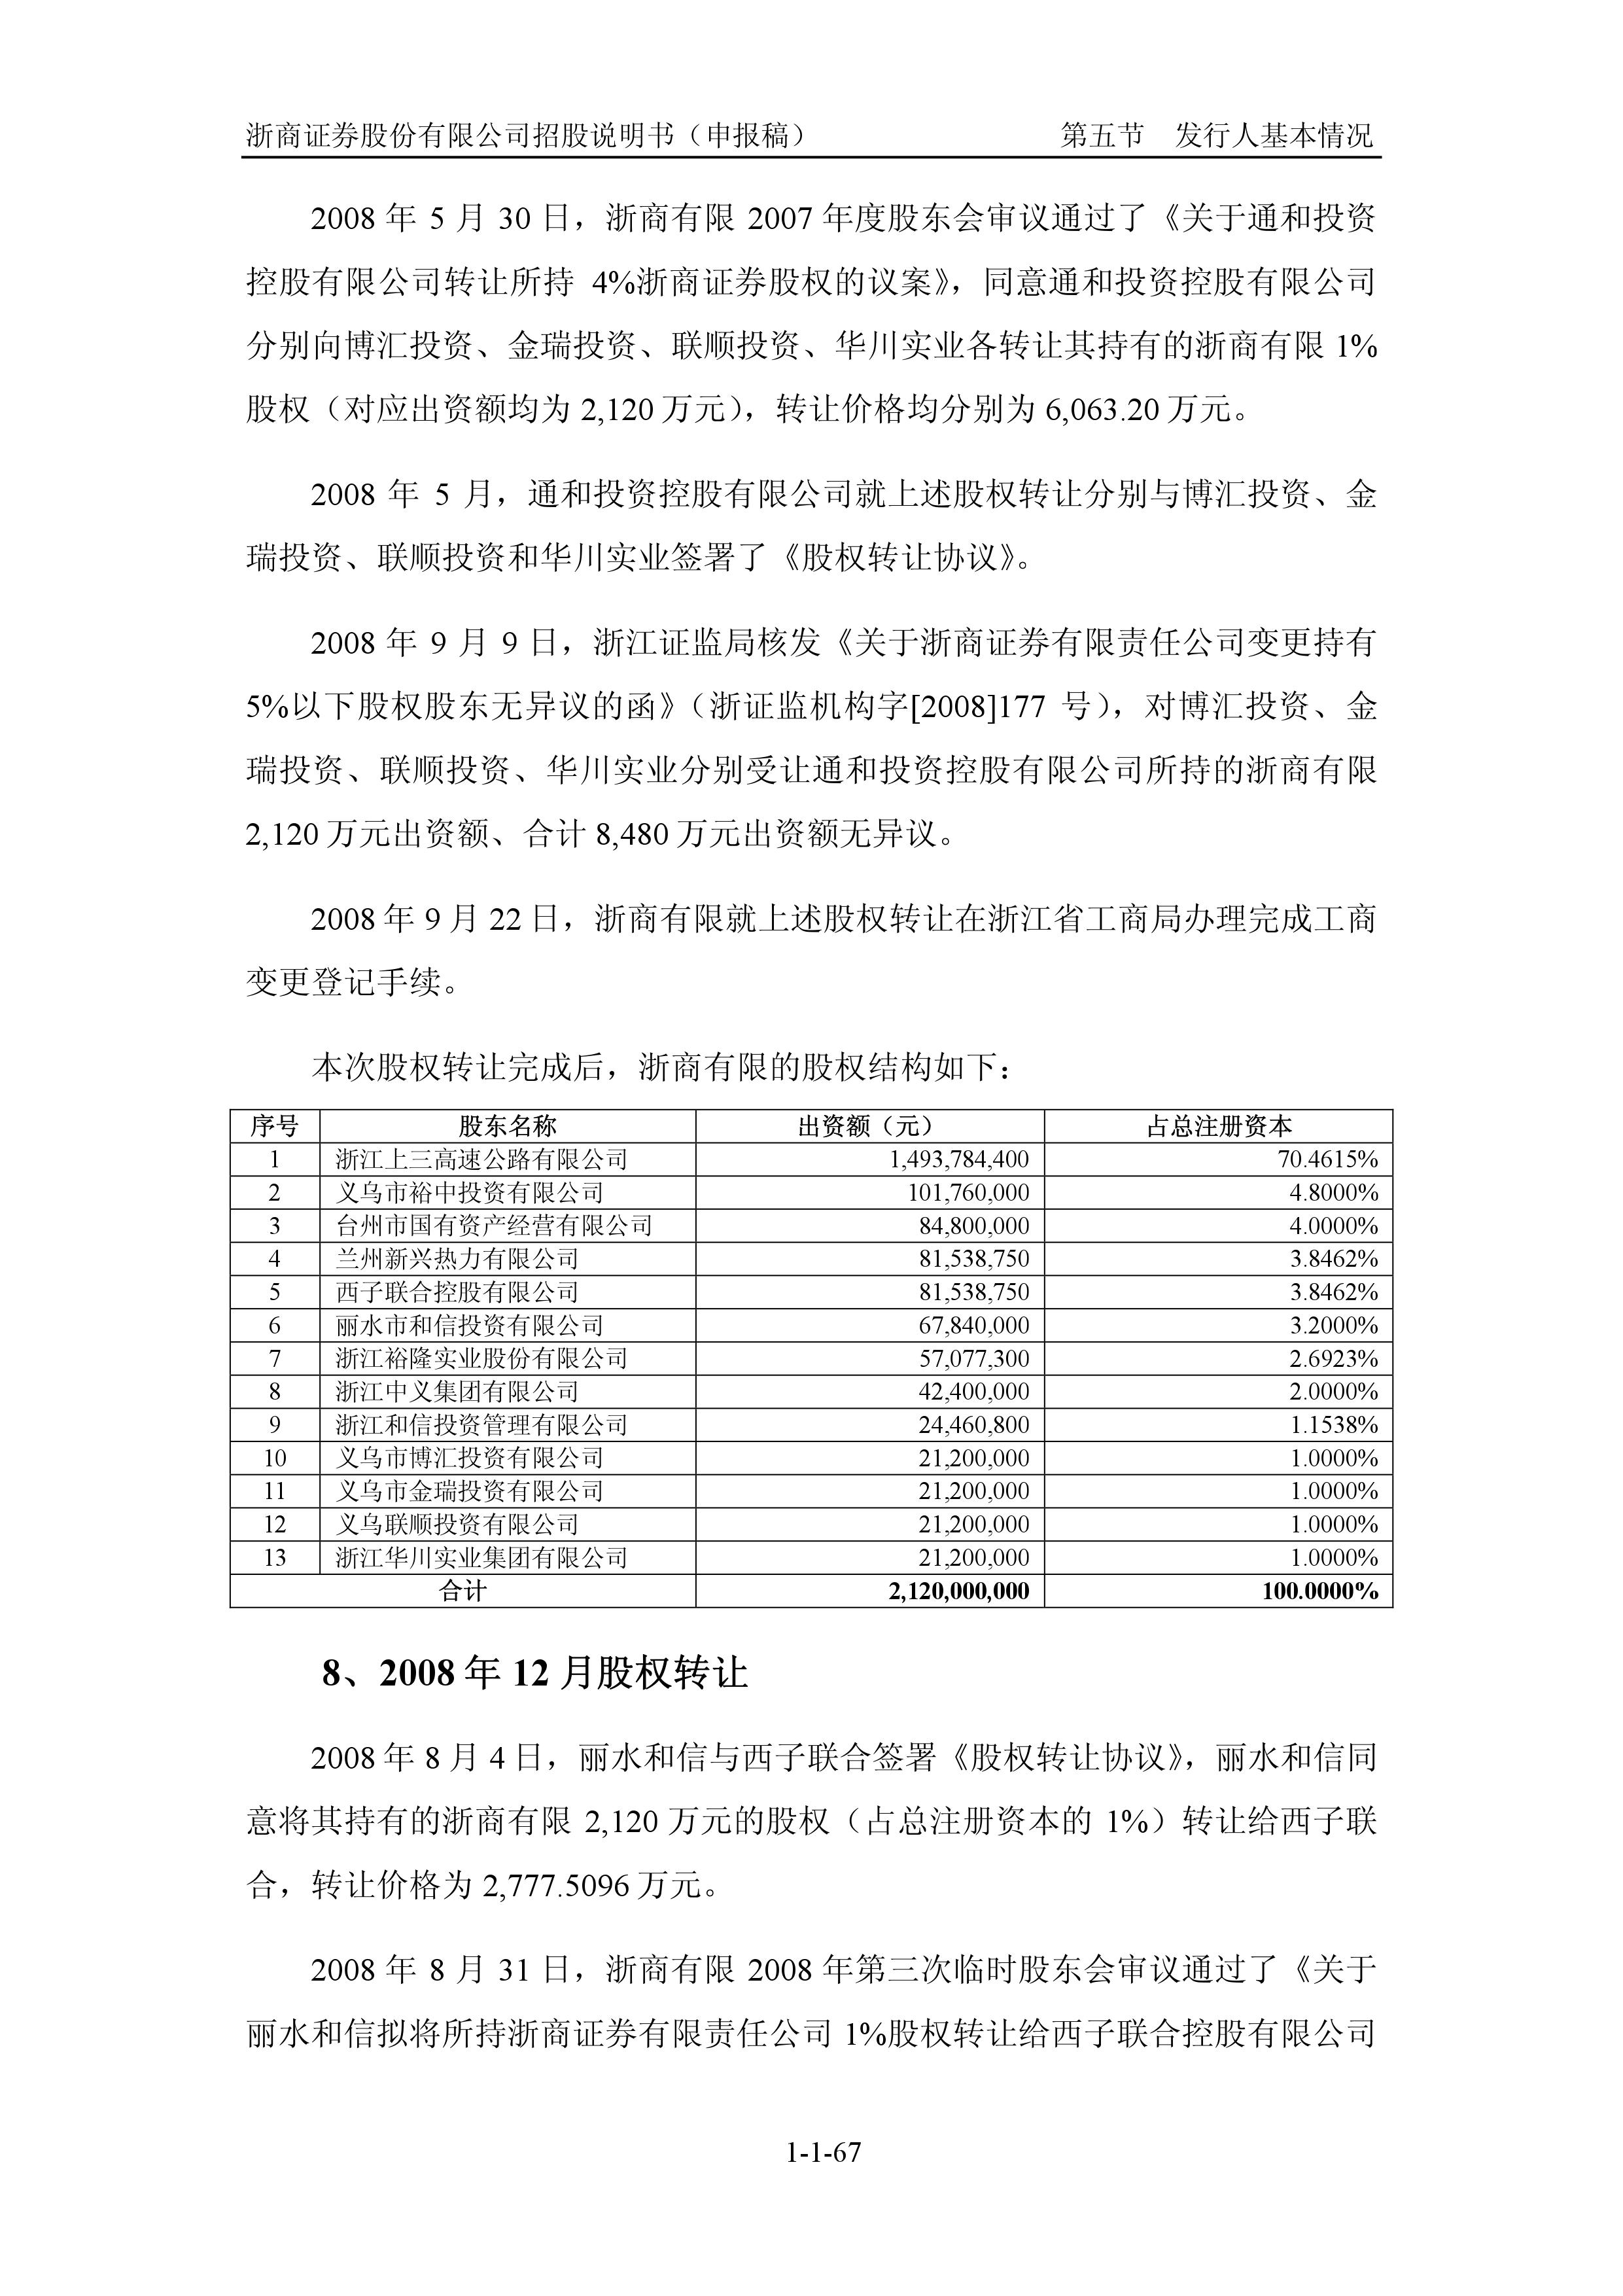 浙商证券股份有限公司招股说明书（申报稿） 第五节 发行人基本情况
2008 年 5 月 30 日，浙商有限 2007 年度股东会审议通过了《关于通和投资
控股有限公司转让所持 4%浙商证券股权的议案》，同意通和投资控股有限公司
分别向博汇投资、金瑞投资、联顺投资、华川实业各转让其持有的浙商有限 1%
股权（对应出资额均为 2,120 万元），转让价格均分别为 6,063.20 万元。
2008 年 5 月，通和投资控股有限公司就上述股权转让分别与博汇投资、金
瑞投资、联顺投资和华川实业签署了《股权转让协议》。
2008 年 9 月 9 日，浙江证监局核发《关于浙商证券有限责任公司变更持有
5%以下股权股东无异议的函》（浙证监机构字[2008]177 号），对博汇投资、金
瑞投资、联顺投资、华川实业分别受让通和投资控股有限公司所持的浙商有限
2,120 万元出资额、合计 8,480 万元出资额无异议。
2008 年 9 月 22 日，浙商有限就上述股权转让在浙江省工商局办理完成工商
变更登记手续。
本次股权转让完成后，浙商有限的股权结构如下：
序号 股东名称 出资额（元） 占总注册资本
1 浙江上三高速公路有限公司 1,493,784,400 70.4615%
2 义乌市裕中投资有限公司 101,760,000 4.8000%
3 台州市国有资产经营有限公司 84,800,000 4.0000%
4 兰州新兴热力有限公司 81,538,750 3.8462%
5 西子联合控股有限公司 81,538,750 3.8462%
6 丽水市和信投资有限公司 67,840,000 3.2000%
7 浙江裕隆实业股份有限公司 57,077,300 2.6923%
8 浙江中义集团有限公司 42,400,000 2.0000%
9 浙江和信投资管理有限公司 24,460,800 1.1538%
10 义乌市博汇投资有限公司 21,200,000 1.0000%
11 义乌市金瑞投资有限公司 21,200,000 1.0000%
12 义乌联顺投资有限公司 21,200,000 1.0000%
13 浙江华川实业集团有限公司 21,200,000 1.0000%
合计 2,120,000,000 100.0000%
8、2008 年 12 月股权转让
2008 年 8 月 4 日，丽水和信与西子联合签署《股权转让协议》，丽水和信同
意将其持有的浙商有限 2,120 万元的股权（占总注册资本的 1%）转让给西子联
合，转让价格为 2,777.5096 万元。
2008 年 8 月 31 日，浙商有限 2008 年第三次临时股东会审议通过了《关于
丽水和信拟将所持浙商证券有限责任公司 1%股权转让给西子联合控股有限公司
1-1-67